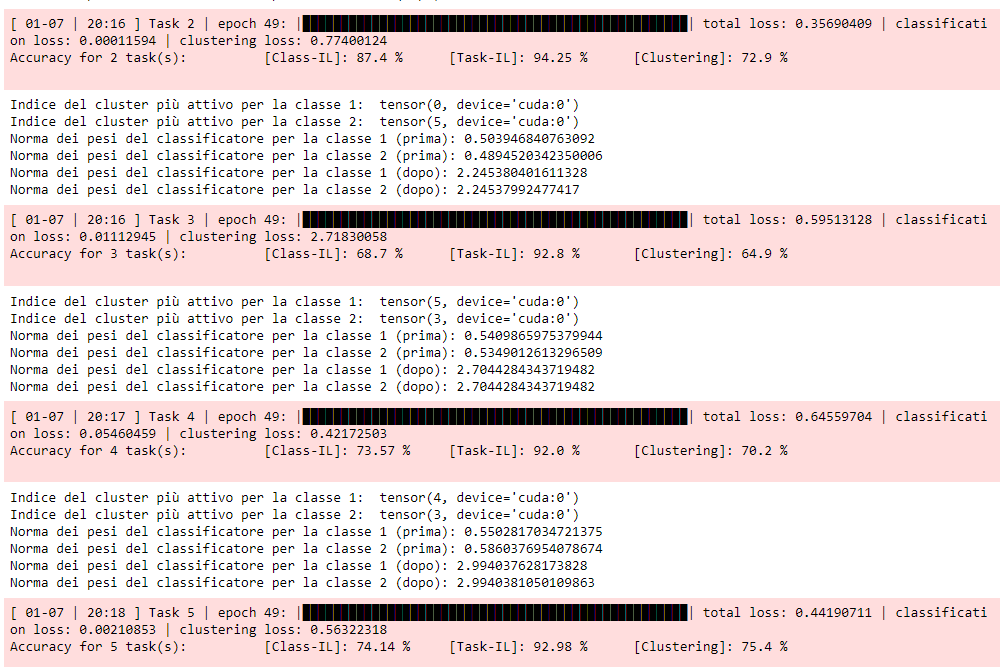 [ 01-07 | 20:16 ] Task 2 | epoch 49: || total loss: 0.35690409 | classificati
on loss: 0.00011594 | clustering loss: 0.77400124
Accuracy for 2 task(s): [Class-IL]: 87.4 % [Task-IL]: 94.25 % [Clustering]: 72.9 %
Indice del cluster più attivo per la classe 1: tensor(0, device='cuda:0')
Indice del cluster più attivo per la classe 2: tensor(5, device='cuda:0')
Norma dei pesi del classificatore per la classe 1 (prima): 0.503946840763092
Norma dei pesi del classificatore per la classe 2 (prima): 0.4894520342350006
Norma dei pesi del classificatore per la classe 1 (dopo): 2.245380401611328
Norma dei pesi del classificatore per la classe 2 (dopo): 2.24537992477417
[ 01-07 | 20:16 ] Task 3 | epoch 49: || total loss: 0.59513128 | classificati
on loss: 0.01112945 | clustering loss: 2.71830058
Accuracy for 3 task(s): [Class-IL]: 68.7 % [Task-IL]: 92.8 % [Clustering]: 64.9 %
Indice del cluster più attivo per la classe 1: tensor(5, device='cuda:0')
Indice del cluster più attivo per la classe 2: tensor(3, device='cuda:0')
Norma dei pesi del classificatore per la classe 1 (prima): 0.5409865975379944
Norma dei pesi del classificatore per la classe 2 (prima): 0.5349012613296509
Norma dei pesi del classificatore per la classe 1 (dopo): 2.7044284343719482
Norma dei pesi del classificatore per la classe 2 (dopo): 2.7044284343719482
[ 01-07 | 20:17 ] Task 4 | epoch 49: || total loss: 0.64559704 | classificati
on loss: 0.05460459 | clustering loss: 0.42172503
Accuracy for 4 task(s): [Class-IL]: 73.57 % [Task-IL]: 92.0 % [Clustering]: 70.2 %
Indice del cluster più attivo per la classe 1: tensor(4, device='cuda:0')
Indice del cluster più attivo per la classe 2: tensor(3, device='cuda:0')
Norma dei pesi del classificatore per la classe 1 (prima): 0.5502817034721375
Norma dei pesi del classificatore per la classe 2 (prima): 0.5860376954078674
Norma dei pesi del classificatore per la classe 1 (dopo): 2.994037628173828
Norma dei pesi del classificatore per la classe 2 (dopo): 2.9940381050109863
[ 01-07 | 20:18 ] Task 5 | epoch 49: || total loss: 0.44190711 | classificati
on loss: 0.00210853 | clustering loss: 0.56322318
Accuracy for 5 task(s): [Class-IL]: 74.14 % [Task-IL]: 92.98 % [Clustering]: 75.4 %